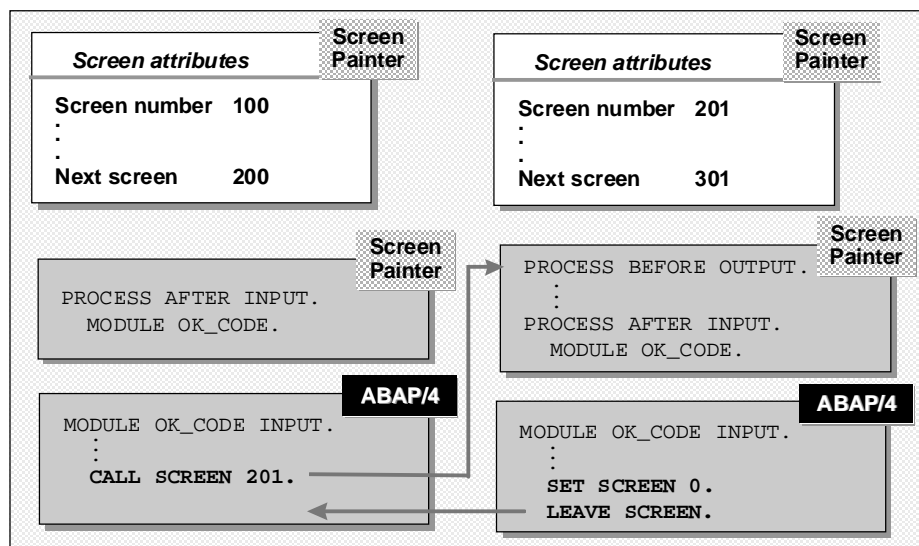 Screen Painter
Screen attributes
Screen number 100
.
.
.
Next screen 200
Screen Painter
Screen attributes
Screen number 201
.
.
.
Next screen 301
Screen Painter
PROCESS AFTER INPUT.
MODULE OK_CODE.
Screen Painter
PROCESS BEFORE OUTPUT.
:
PROCESS AFTER INPUT.
MODULE OK_CODE.
ABAP/4
MODULE OK_CODE INPUT.
:
CALL SCREEN 201.
ABAP/4
MODULE OK_CODE INPUT.
:
SET SCREEN 0.
LEAVE SCREEN.